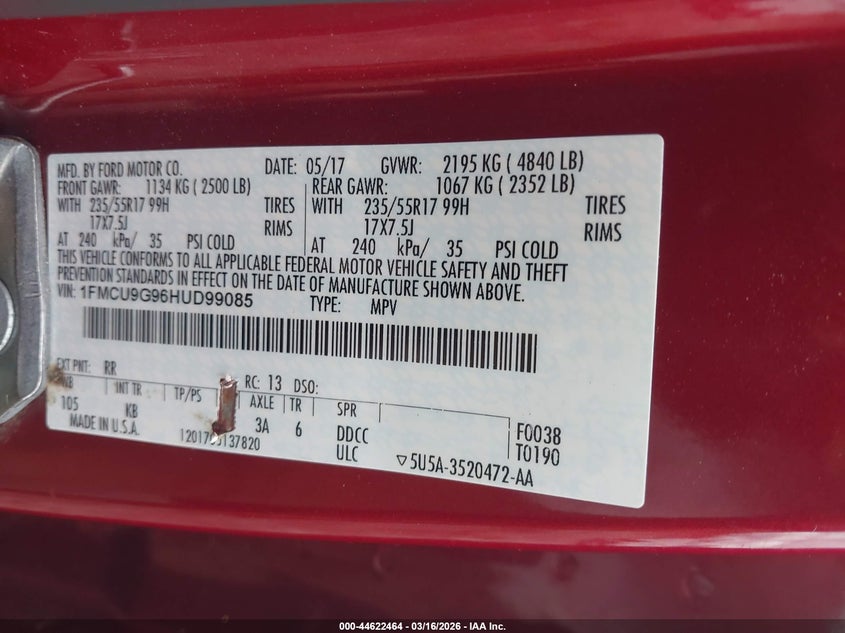 MFD. BY FORD MOTOR CO. DATE: 05/17 GVWR: 2195 KG ( 4840 LB)
FRONT GAWR: 1134 KG ( 2500 LB) REAR GAWR: 1067 KG ( 2352 LB)
WITH 235/55R17 99H TIRES WITH 235/55R17 99H TIRES
17X7.5J RIMS 17X7.5J RIMS
AT 240 kPa/ 35 PSI COLD AT 240 kPa/ 35 PSI COLD
THIS VEHICLE CONFORMS TO ALL APPLICABLE FEDERAL MOTOR VEHICLE SAFETY AND THEFT
PREVENTION STANDARDS IN EFFECT ON THE DATE OF MANUFACTURE SHOWN ABOVE.
VIN: 1FMCU9G96HUD99085 TYPE: MPV
EXT PNT: RR RC: 13 DSO:
INT TR TP/PS AXLE TR SPR
105 KB 3A 6 DDCC F0038
MADE IN U.S.A. ULC T0190
▽5U5A-3520472-AA
000-44622464 - 03/16/2026 - IAA Inc.